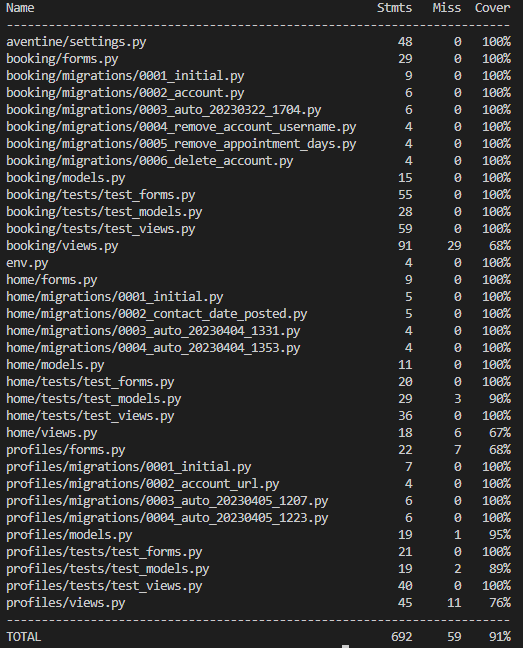 Name Stmts Miss Cover
----------------------------------------------------------------------
aventine/settings.py 48 0 100%
booking/forms.py 29 0 100%
booking/migrations/0001_initial.py 9 0 100%
booking/migrations/0002_account.py 6 0 100%
booking/migrations/0003_auto_20230322_1704.py 6 0 100%
booking/migrations/0004_remove_account_username.py 4 0 100%
booking/migrations/0005_remove_appointment_days.py 4 0 100%
booking/migrations/0006_delete_account.py 4 0 100%
booking/models.py 15 0 100%
booking/tests/test_forms.py 55 0 100%
booking/tests/test_models.py 28 0 100%
booking/tests/test_views.py 59 0 100%
booking/views.py 91 29 68%
env.py 4 0 100%
home/forms.py 9 0 100%
home/migrations/0001_initial.py 5 0 100%
home/migrations/0002_contact_date_posted.py 5 0 100%
home/migrations/0003_auto_20230404_1331.py 4 0 100%
home/migrations/0004_auto_20230404_1353.py 4 0 100%
home/models.py 11 0 100%
home/tests/test_forms.py 20 0 100%
home/tests/test_models.py 29 3 90%
home/tests/test_views.py 36 0 100%
home/views.py 18 6 67%
profiles/forms.py 22 7 68%
profiles/migrations/0001_initial.py 7 0 100%
profiles/migrations/0002_account_url.py 4 0 100%
profiles/migrations/0003_auto_20230405_1207.py 6 0 100%
profiles/migrations/0004_auto_20230405_1223.py 6 0 100%
profiles/models.py 19 1 95%
profiles/tests/test_forms.py 21 0 100%
profiles/tests/test_models.py 19 2 89%
profiles/tests/test_views.py 40 0 100%
profiles/views.py 45 11 76%
----------------------------------------------------------------------
TOTAL 692 59 91%